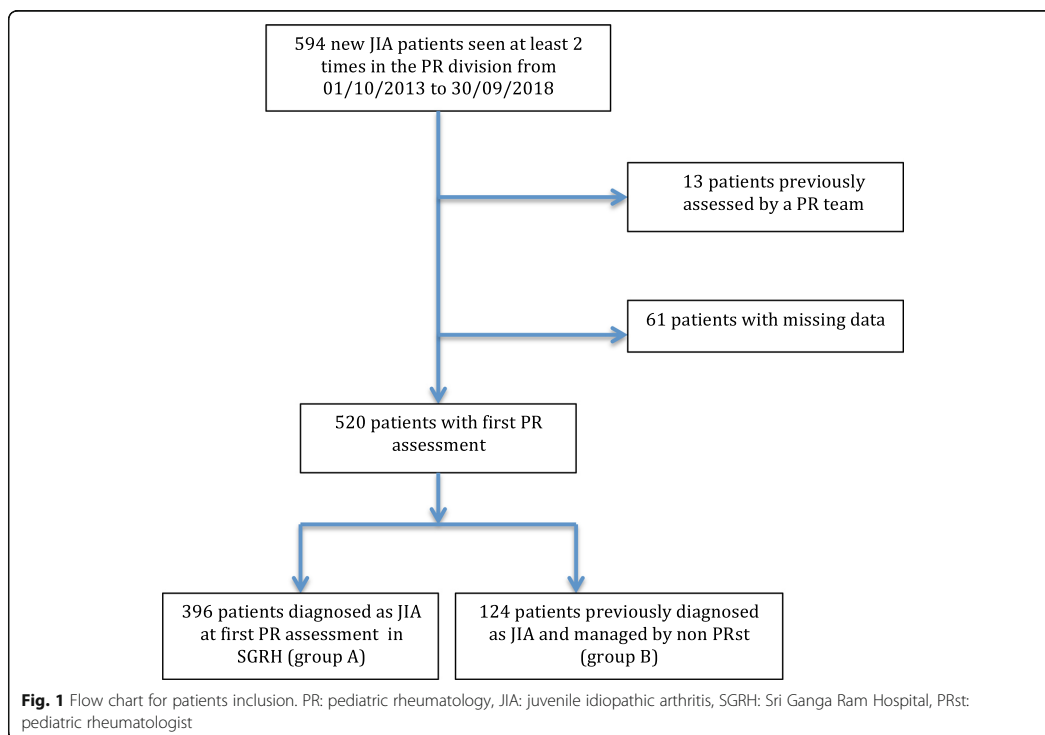 594 new JIA patients seen at least 2
times in the PR division from
01/10/2013 to 30/09/2018
13 patients previously
assessed by a PR team
61 patients with missing data
520 patients with first PR
assessment
396 patients diagnosed as JIA
at first PR assessment in
SGRH (group A)
124 patients previously diagnosed
as JIA and managed by non PRst
(group B)
Fig. 1 Flow chart for patients inclusion. PR: pediatric rheumatology, JIA: juvenile idiopathic arthritis, SGRH: Sri Ganga Ram Hospital, PRst:
pediatric rheumatologist